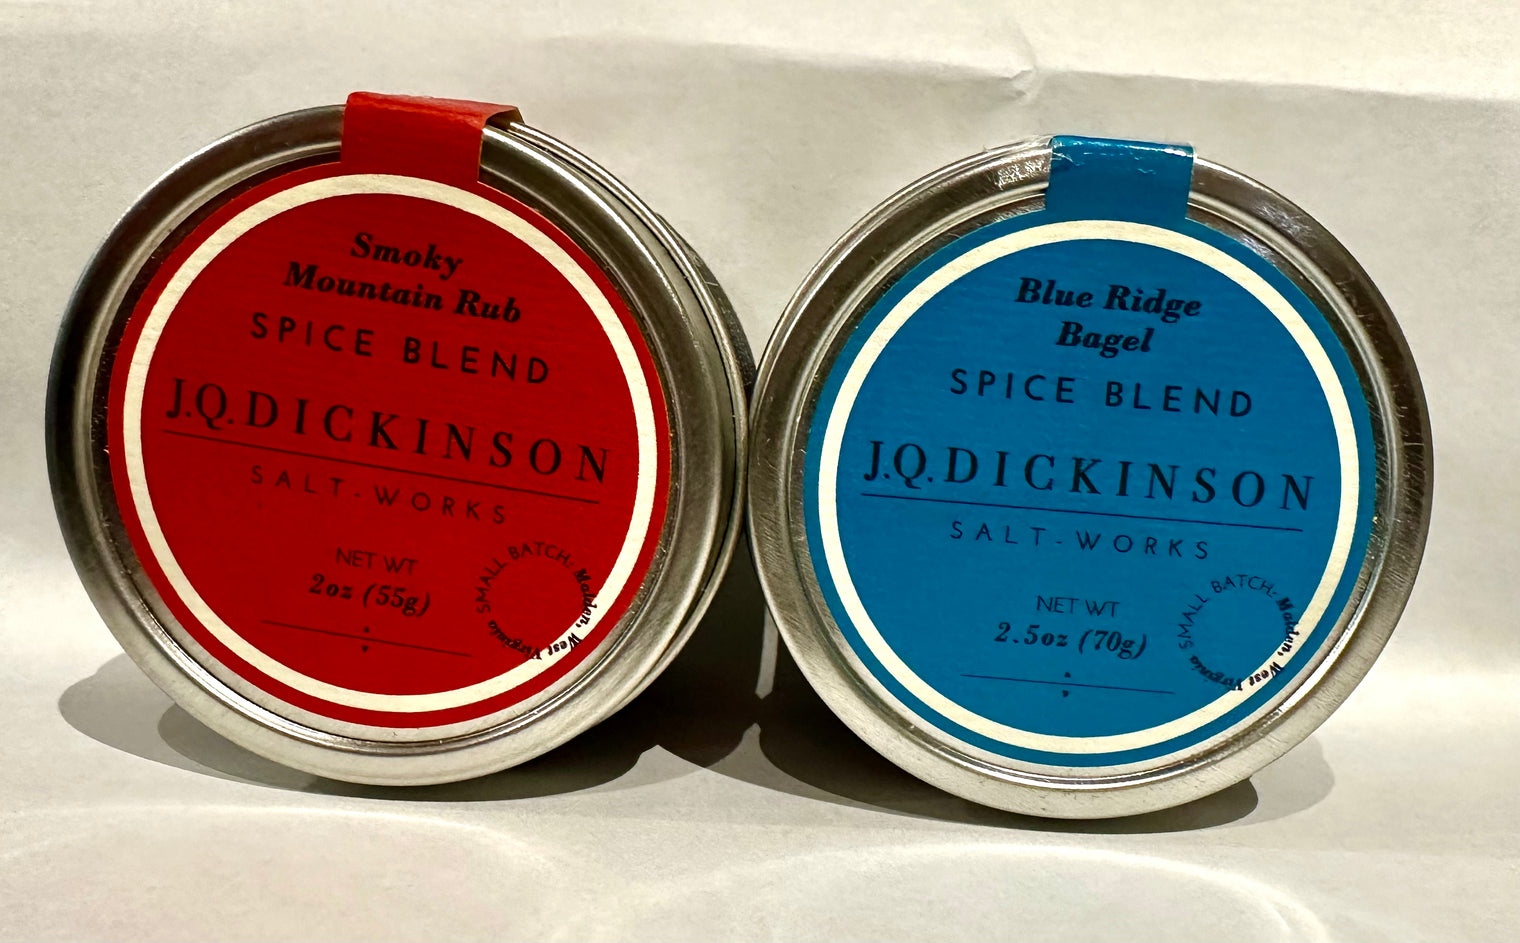 Smoky
Mountain Rub
SPICE BLEND
J.Q. DICKINSON
SALT-WORKS
NET WT
2oz (55g)
SMALL BATCH: Malden, West Virginia
Blue Ridge
Bagel
SPICE BLEND
J.Q. DICKINSON
SALT-WORKS
NET WT
2.5oz (70g)
SMALL BATCH: Malden, West Virginia